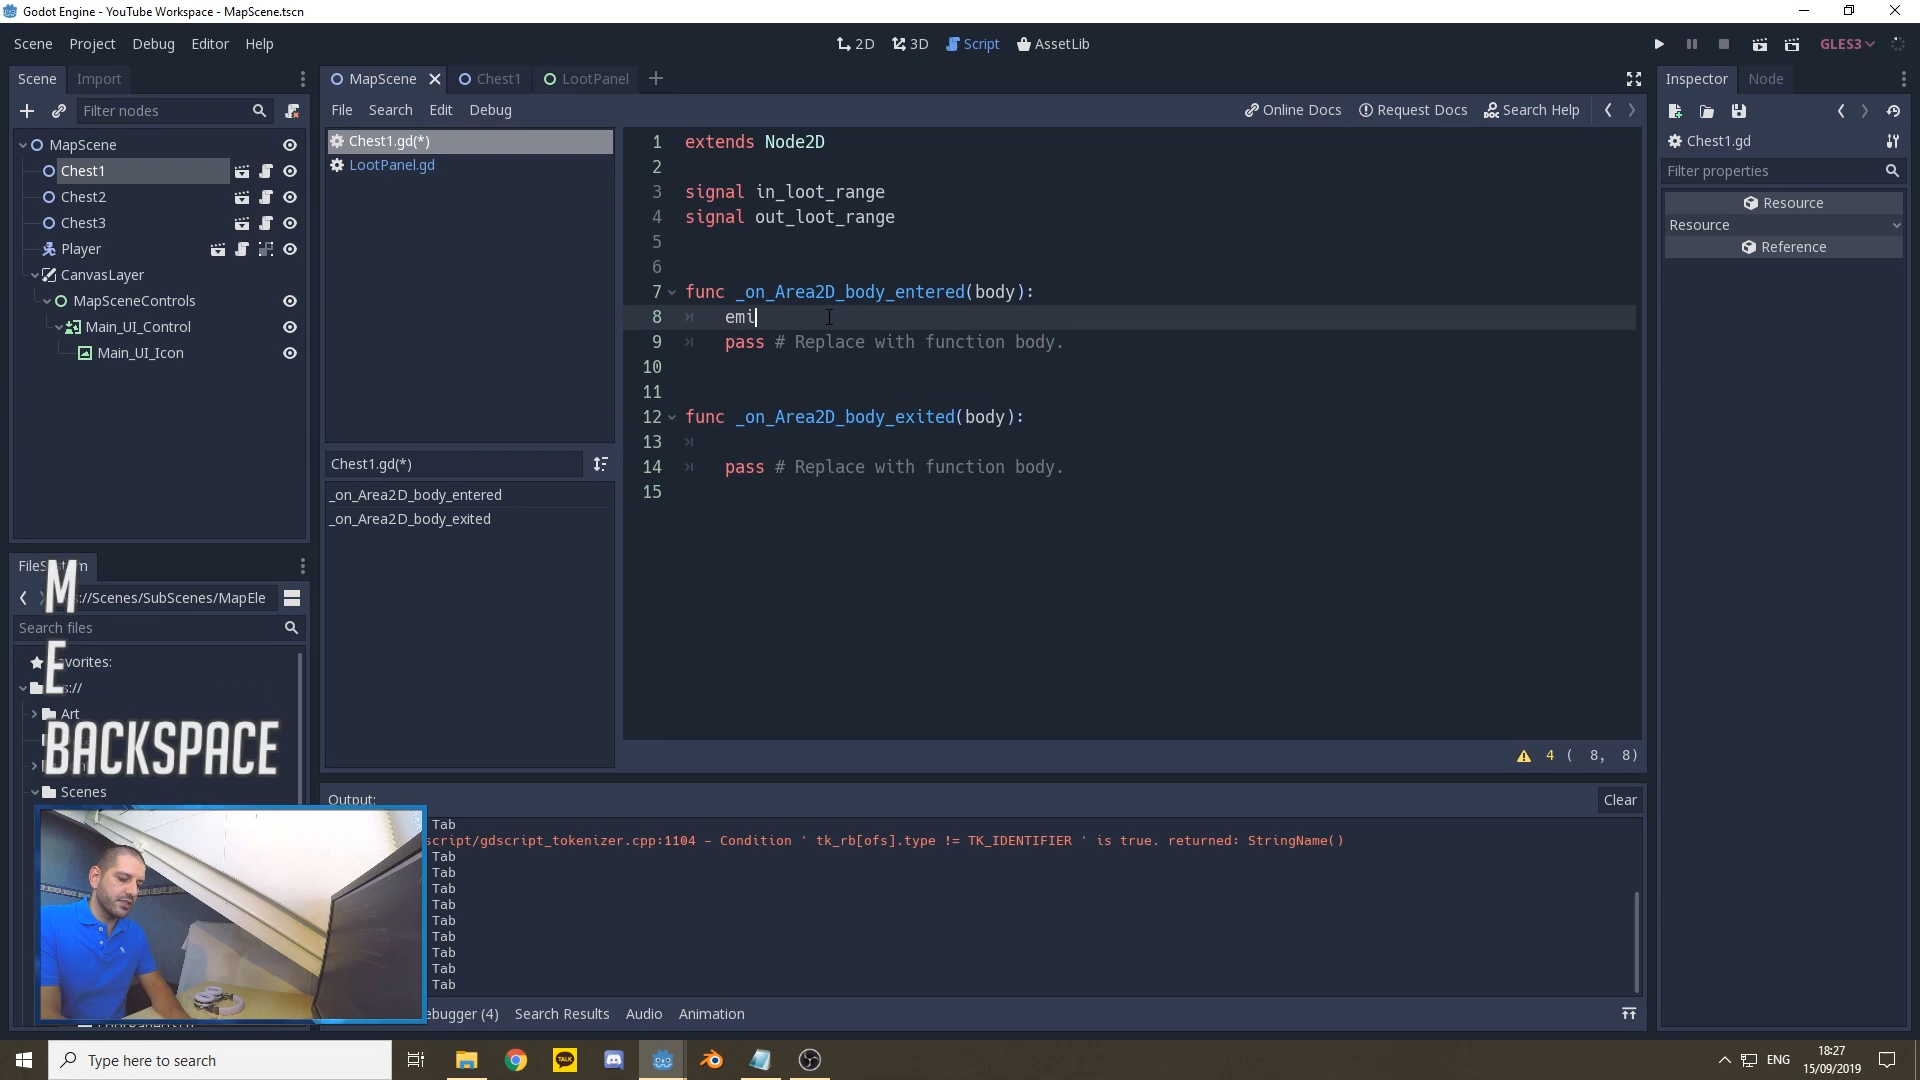 Godot Engine - YouTube Workspace - MapScene.tscn
Scene Project Debug Editor Help
2D 3D Script AssetLib
GLES3
Scene Import
Filter nodes
MapScene
Chest1
Chest2
Chest3
Player
CanvasLayer
MapSceneControls
Main_UI_Control
Main_UI_Icon
MapScene Chest1 LootPanel
File Search Edit Debug
Online Docs Request Docs Search Help
Chest1.gd(*)
LootPanel.gd
Chest1.gd(*)
_on_Area2D_body_entered
_on_Area2D_body_exited
1 extends Node2D
2
3 signal in_loot_range
4 signal out_loot_range
5
6
7 func _on_Area2D_body_entered(body):
8 emi
9 pass # Replace with function body.
10
11
12 func _on_Area2D_body_exited(body):
13
14 pass # Replace with function body.
15
4 ( 8, 8)
Inspector Node
Chest1.gd
Filter properties
Resource
Resource
Reference
://Scenes/SubScenes/MapEle
Search files
avorites:
Art
Scenes
M
E
BACKSPACE
Output:
Clear
Tab
script/gdscript_tokenizer.cpp:1104 - Condition ' tk_rb[ofs].type != TK_IDENTIFIER ' is true. returned: StringName()
Tab
Tab
Tab
Tab
Tab
Tab
Tab
Tab
Tab
ebugger (4) Search Results Audio Animation
Type here to search
TALK
ENG
18:27
15/09/2019